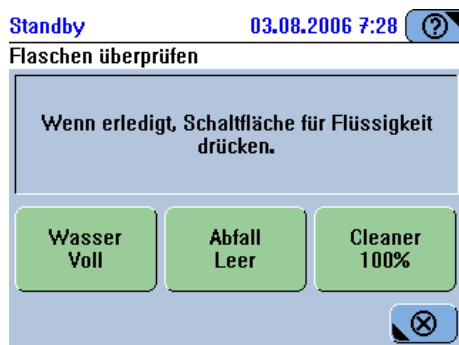 Standby 03.08.2006 7:28 ?
Flaschen überprüfen
Wenn erledigt, Schaltfläche für Flüssigkeit
drücken.
Wasser Abfall Cleaner
Voll Leer 100%